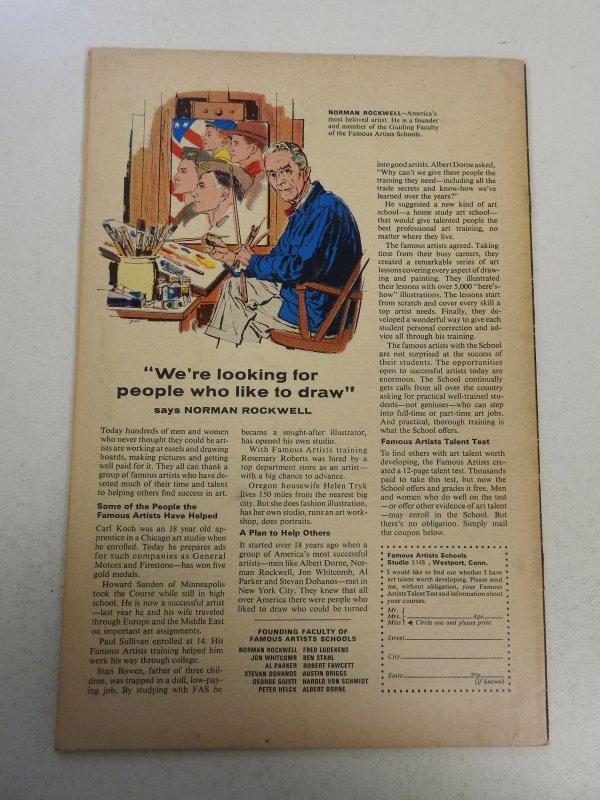 NORMAN ROCKWELL—America's
most beloved artist. He is a founder
and member of the Guiding Faculty
of the Famous Artists Schools.
"We're looking for
people who like to draw"
says NORMAN ROCKWELL
Today hundreds of men and women
who never thought they could be art-
ists are working at easels and drawing
boards, making pictures and getting
well paid for it. They all can thank a
group of famous artists who have de-
voted much of their time and talent
to helping others find success in art.
Some of the People the
Famous Artists Have Helped
Carl Koch was an 18 year old ap-
prentice in a Chicago art studio when
he enrolled. Today he prepares ads
for such companies as General
Motors and Firestone—has won five
gold medals.
Howard Sanden of Minneapolis
took the Course while still in high
school. He is now a successful artist
—last year he and his wife traveled
through Europe and the Middle East
on important art assignments.
Paul Sullivan enrolled at 14. His
Famous Artists training helped him
work his way through college.
Stan Bowen, father of three chil-
dren, was trapped in a dull, low-pay-
ing job. By studying with FAS he
became a sought-after illustrator,
has opened his own studio.
With Famous Artists training
Rosemary Roberts was hired by a
top department store as an artist—
with a big chance to advance.
Oregon housewife Helen Tryk
lives 150 miles from the nearest big
city. But she does fashion illustration,
has her own studio, runs an art work-
shop, does portraits.
A Plan to Help Others
It started over 18 years ago when a
group of America's most successful
artists—men like Albert Dorne, Nor-
man Rockwell, Jon Whitcomb, Al
Parker and Stevan Dohanos—met in
New York City. They knew that all
over America there were people who
liked to draw who could be turned
FOUNDING FACULTY OF
FAMOUS ARTISTS SCHOOLS
NORMAN ROCKWELL FRED LUDEKENS
JON WHITCOMB BEN STAHL
AL PARKER ROBERT FAWCETT
STEVAN DOHANOS AUSTIN BRIGGS
GEORGE GIUSTI HAROLD VON SCHMIDT
PETER HELCK ALBERT DORNE
into good artists. Albert Dorne asked,
"Why can't we give these people the
training they need—including all the
trade secrets and know-how we've
learned over the years?"
He suggested a new kind of art
school—a home study art school—
that would give talented people the
best professional art training, no
matter where they live.
The famous artists agreed. Taking
time from their busy careers, they
created a remarkable series of art
lessons covering every aspect of draw-
ing and painting. They illustrated
their lessons with over 5,000 "here's-
how" illustrations. The lessons start
from scratch and cover every skill a
top artist needs. Finally, they de-
veloped a wonderful way to give each
student personal correction and ad-
vice all through his training.
The famous artists with the School
are not surprised at the success of
their students. The opportunities
open to successful artists today are
enormous. The School continually
gets calls from all over the country
asking for practical well-trained stu-
dents—not geniuses—who can step
into full-time or part-time art jobs.
And practical, thorough training is
what the School offers.
Famous Artists Talent Test
To find others with art talent worth
developing, the Famous Artists cre-
ated a 12-page talent test. Thousands
paid to take this test, but now the
School offers and grades it free. Men
and women who do well on the test
—or offer other evidence of art talent
—may enroll in the School. But
there's no obligation. Simply mail
the coupon below.
Famous Artists Schools
Studio 5149, Westport, Conn.
I would like to find out whether I have
art talent worth developing. Please send
me, without obligation, your Famous
Artists Talent Test and information about
your courses.
Mr.
Mrs. Age
Miss Circle one and please print
Street
City
State Zip
(if known)